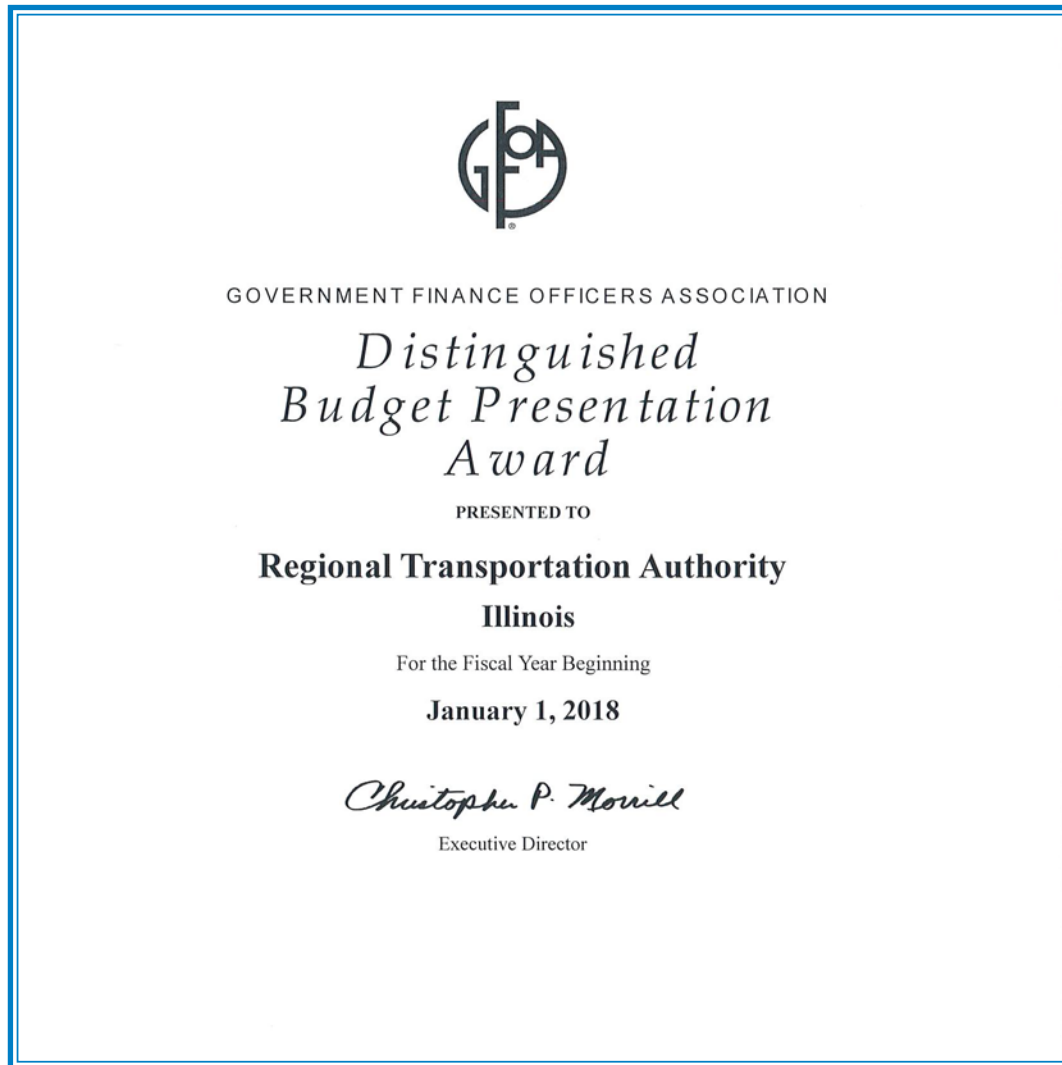 GFOA
®
GOVERNMENT FINANCE OFFICERS ASSOCIATION
Distinguished
Budget Presentation
Award
PRESENTED TO
Regional Transportation Authority
Illinois
For the Fiscal Year Beginning
January 1, 2018
Christopher P. Morrill
Executive Director